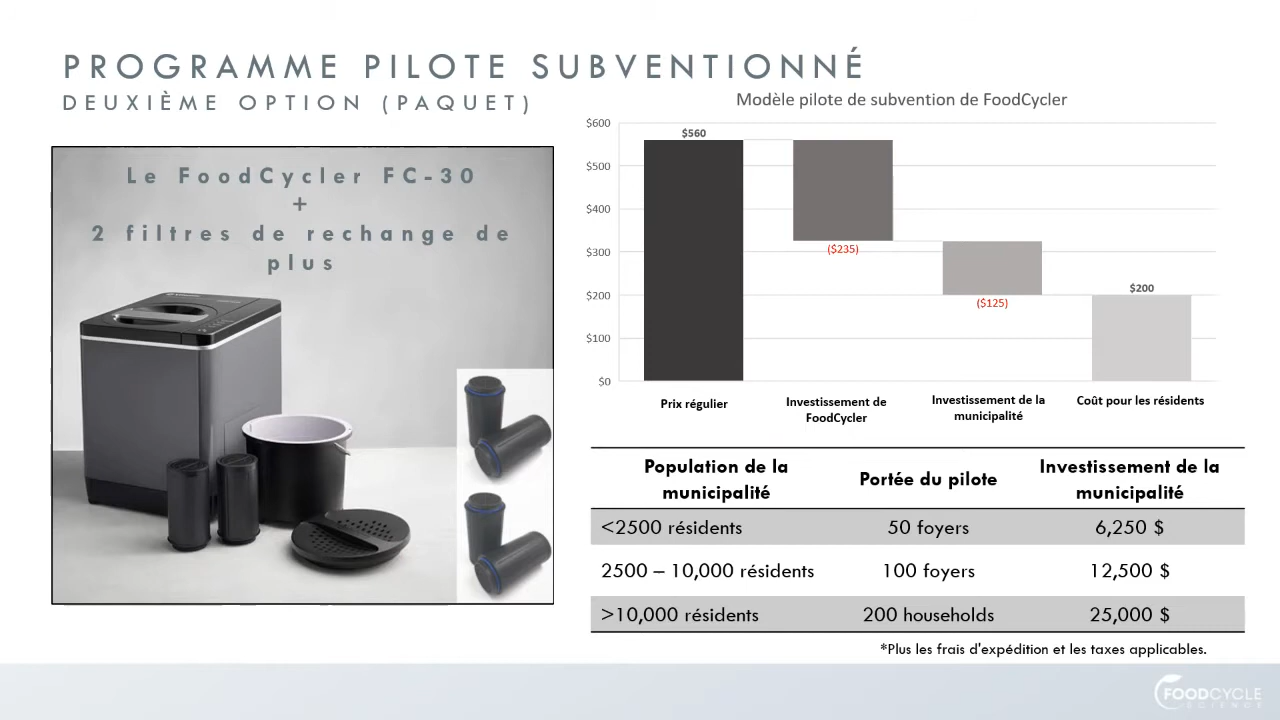 PROGRAMME PILOTE SUBVENTIONNÉ
DEUXIÈME OPTION (PAQUET)
Le FoodCycler FC-30
+
2 filtres de rechange de
plus
Modèle pilote de subvention de FoodCycler
$600
$500
$400
$300
$200
$100
$0
$560
($235)
($125)
$200
Prix régulier
Investissement de
FoodCycler
Investissement de la
municipalité
Coût pour les résidents
Population de la
municipalité
Portée du pilote
Investissement de la
municipalité
<2500 résidents 50 foyers 6,250 $
2500 – 10,000 résidents 100 foyers 12,500 $
>10,000 résidents 200 households 25,000 $
*Plus les frais d'expédition et les taxes applicables.
FOODCYCLE
SCIENCE